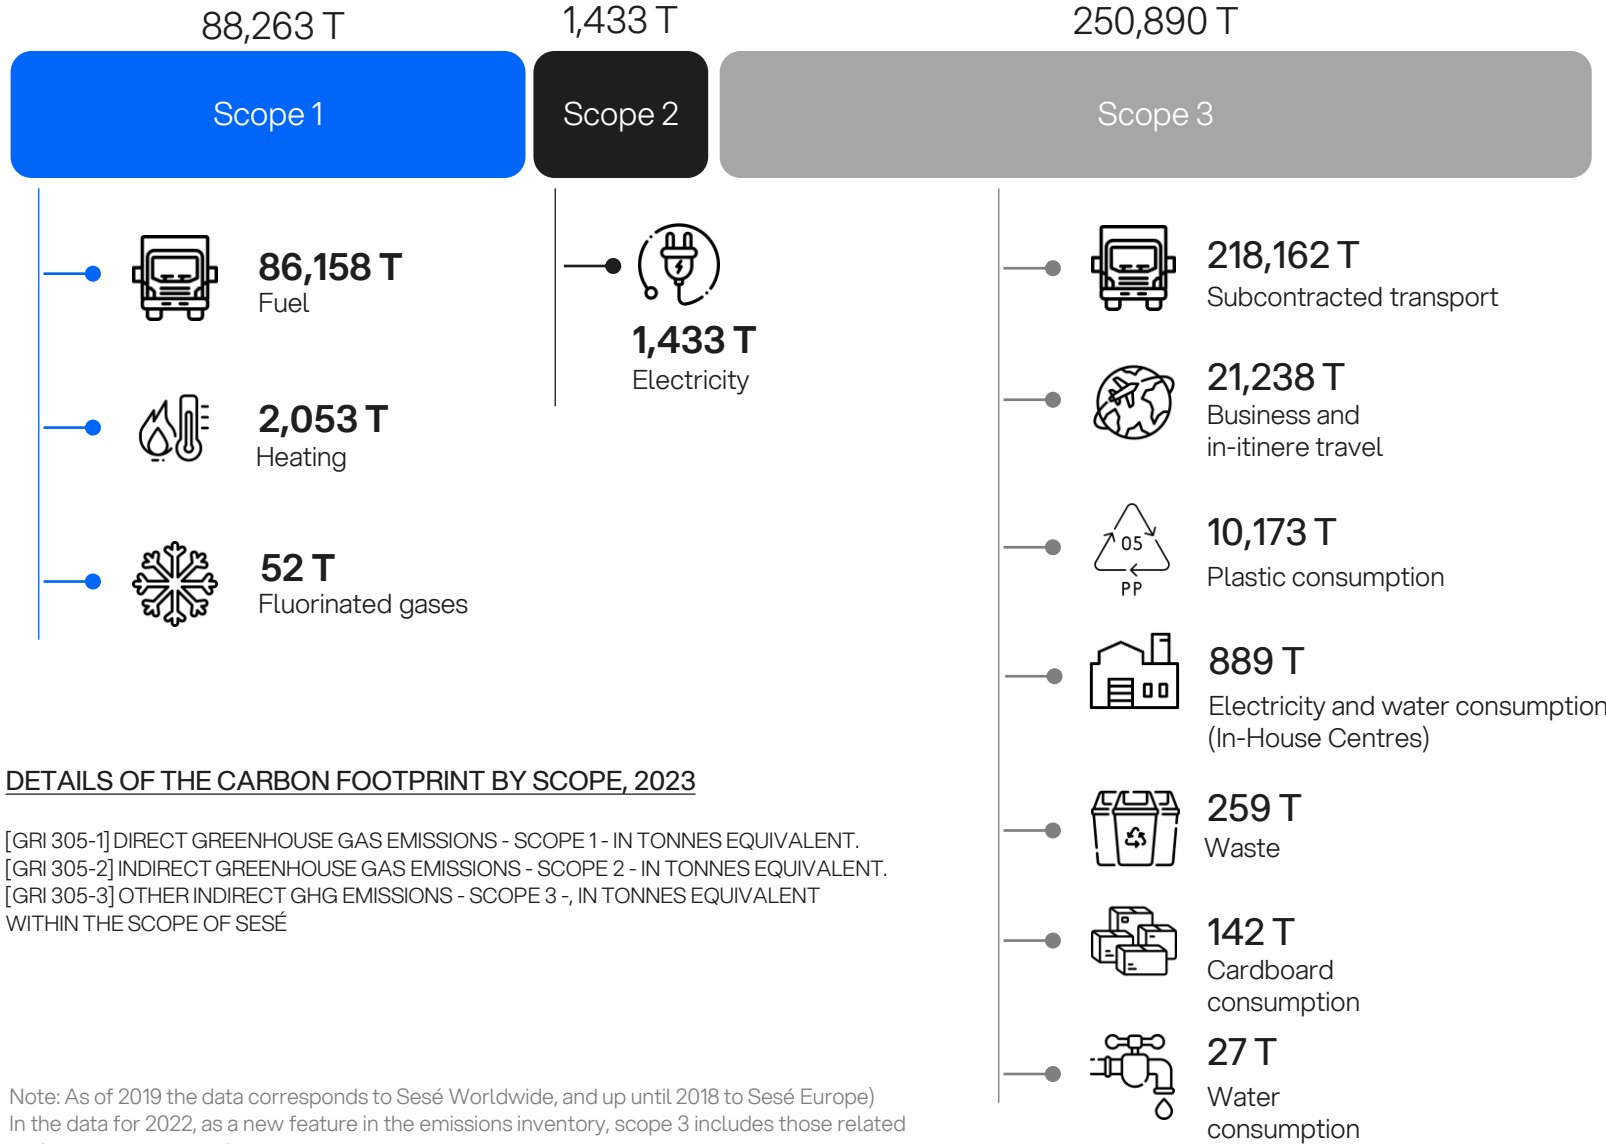 88,263 T
1,433 T
250,890 T
Scope 1
Scope 2
Scope 3
86,158 T
Fuel
2,053 T
Heating
52 T
Fluorinated gases
1,433 T
Electricity
218,162 T
Subcontracted transport
21,238 T
Business and
in-itinere travel
05
PP
10,173 T
Plastic consumption
889 T
Electricity and water consumption
(In-House Centres)
259 T
Waste
142 T
Cardboard
consumption
27 T
Water
consumption
DETAILS OF THE CARBON FOOTPRINT BY SCOPE, 2023
[GRI 305-1] DIRECT GREENHOUSE GAS EMISSIONS - SCOPE 1 - IN TONNES EQUIVALENT.
[GRI 305-2] INDIRECT GREENHOUSE GAS EMISSIONS - SCOPE 2 - IN TONNES EQUIVALENT.
[GRI 305-3] OTHER INDIRECT GHG EMISSIONS - SCOPE 3 -, IN TONNES EQUIVALENT
WITHIN THE SCOPE OF SESÉ
Note: As of 2019 the data corresponds to Sesé Worldwide, and up until 2018 to Sesé Europe)
In the data for 2022, as a new feature in the emissions inventory, scope 3 includes those related